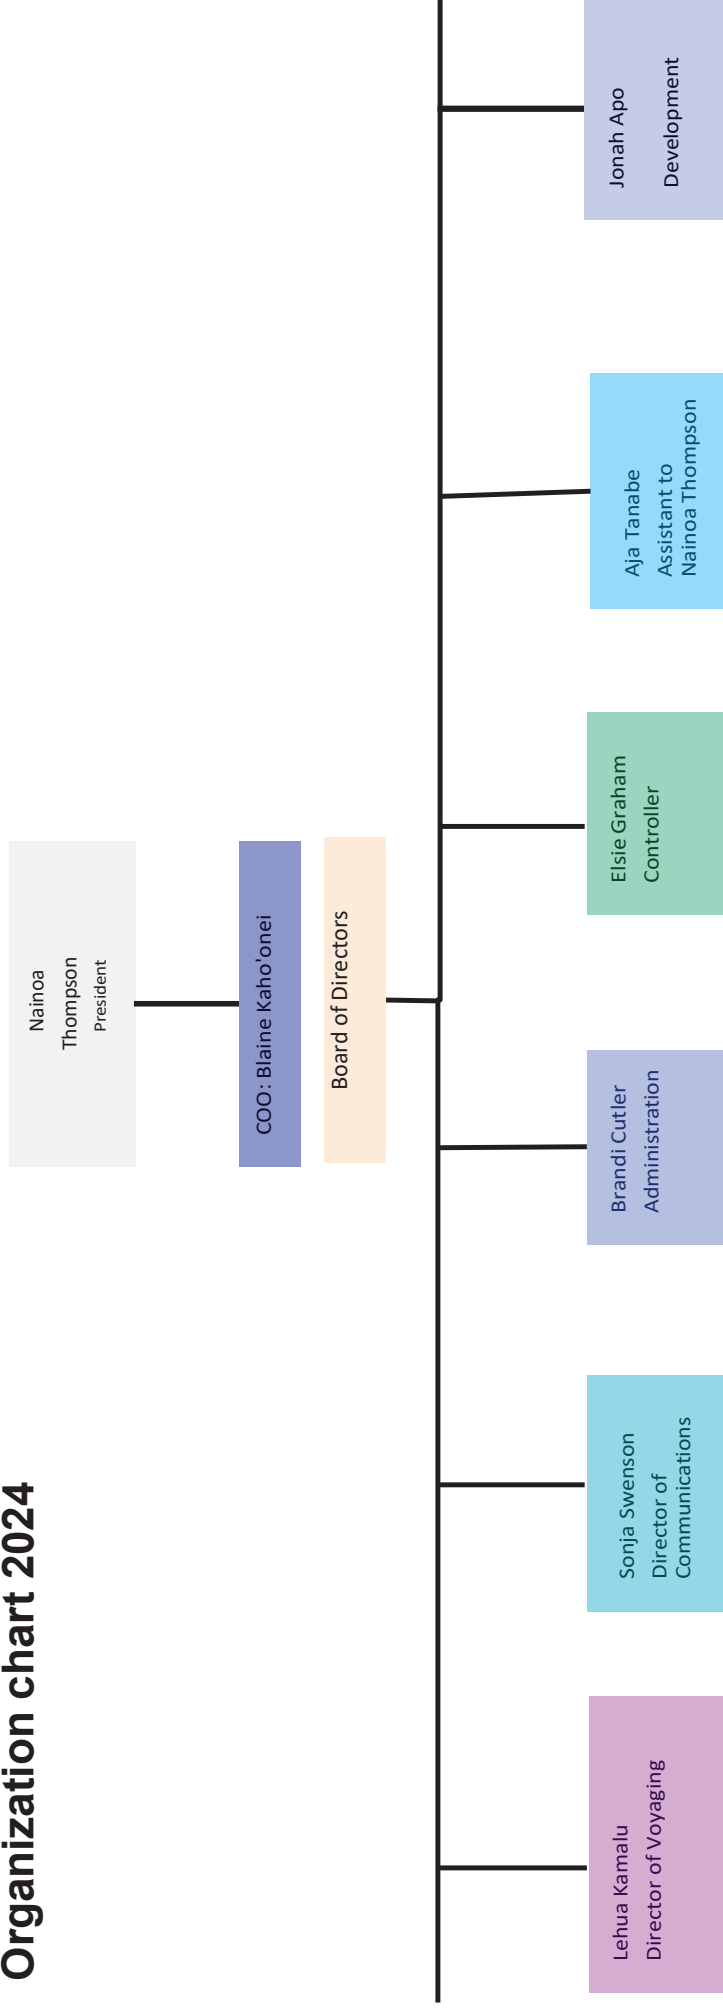 Organization chart 2024
Nainoa
Thompson
President
COO: Blaine Kaho'onei
Board of Directors
Lehua Kamalu
Director of Voyaging
Sonja Swenson
Director of
Communications
Brandi Cutler
Administration
Elsie Graham
Controller
Aja Tanabe
Assistant to
Nainoa Thompson
Jonah Apo
Development